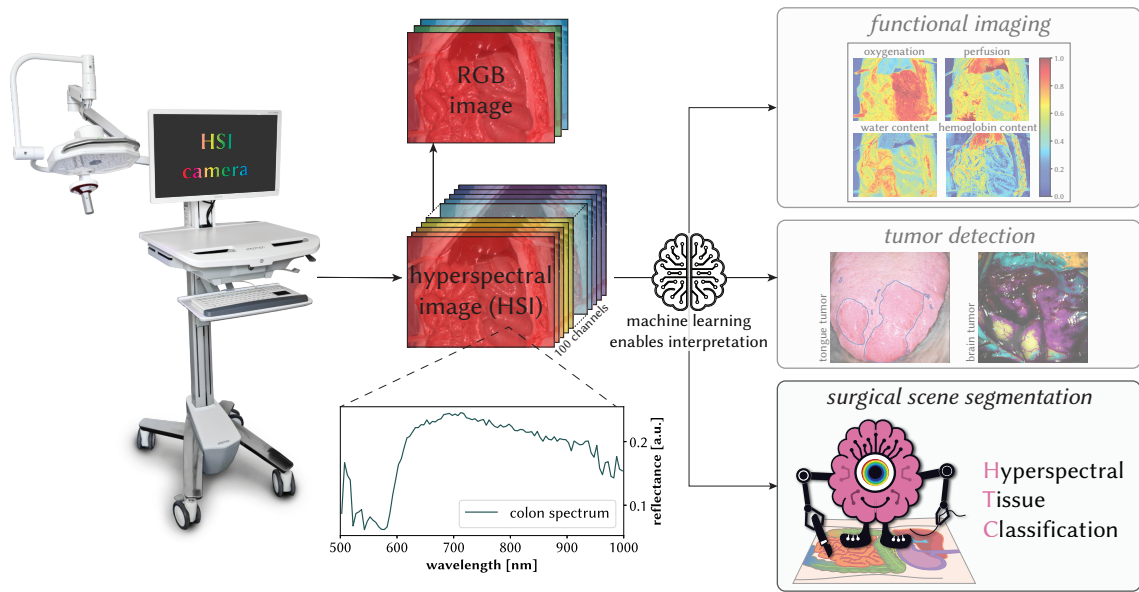 HSI
camera
RGB
image
hyperspectral
image (HSI)
100 channels
machine learning
enables interpretation
0.2
0.1
reflectance [a.u.]
colon spectrum
500
600
700
800
900
1000
wavelength [nm]
functional imaging
oxygenation
perfusion
water content
hemoglobin content
1.0
0.8
0.6
0.4
0.2
0.0
tumor detection
tongue tumor
brain tumor
surgical scene segmentation
Hyperspectral
Tissue
Classification